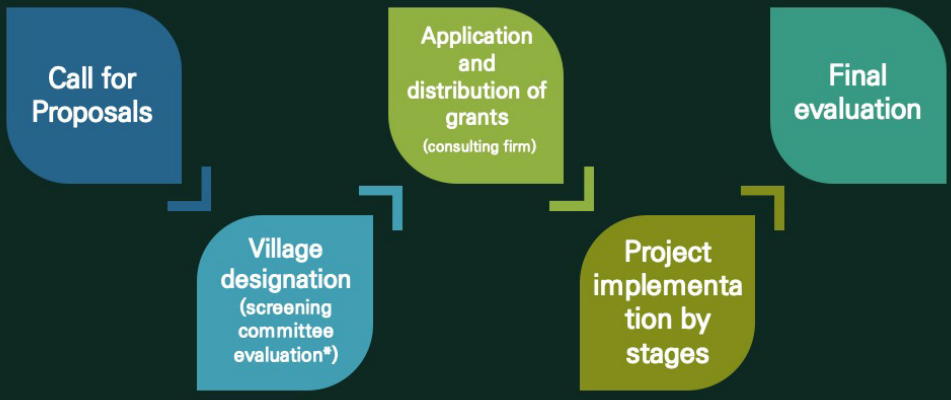 Call for
Proposals
Village
designation
(screening
committee
evaluation*)
Application
and
distribution of
grants
(consulting firm)
Project
implementa
tion by
stages
Final
evaluation